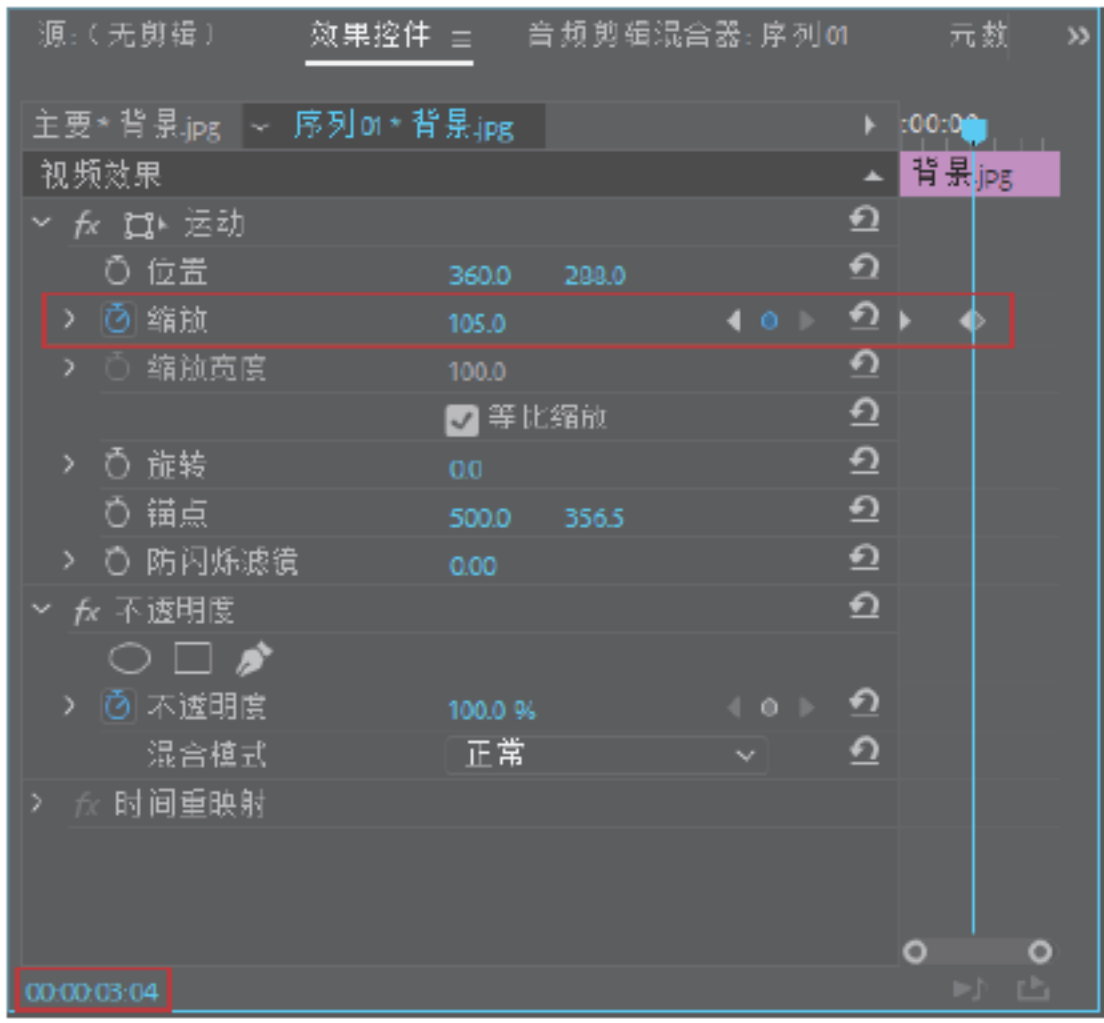 源:（无剪辑） 效果控件 音频剪辑混合器: 序列 01 元数
主要*背景.jpg 序列 01*背景.jpg :00:00
视频效果 背景.jpg
fx 运动
位置 360.0 288.0
缩放 105.0
缩放宽度 100.0
等比缩放
旋转 0.0
锚点 500.0 356.5
防闪烁滤镜 0.00
fx 不透明度
不透明度 100.0 %
混合模式 正常
fx 时间重映射
00:00:03:04